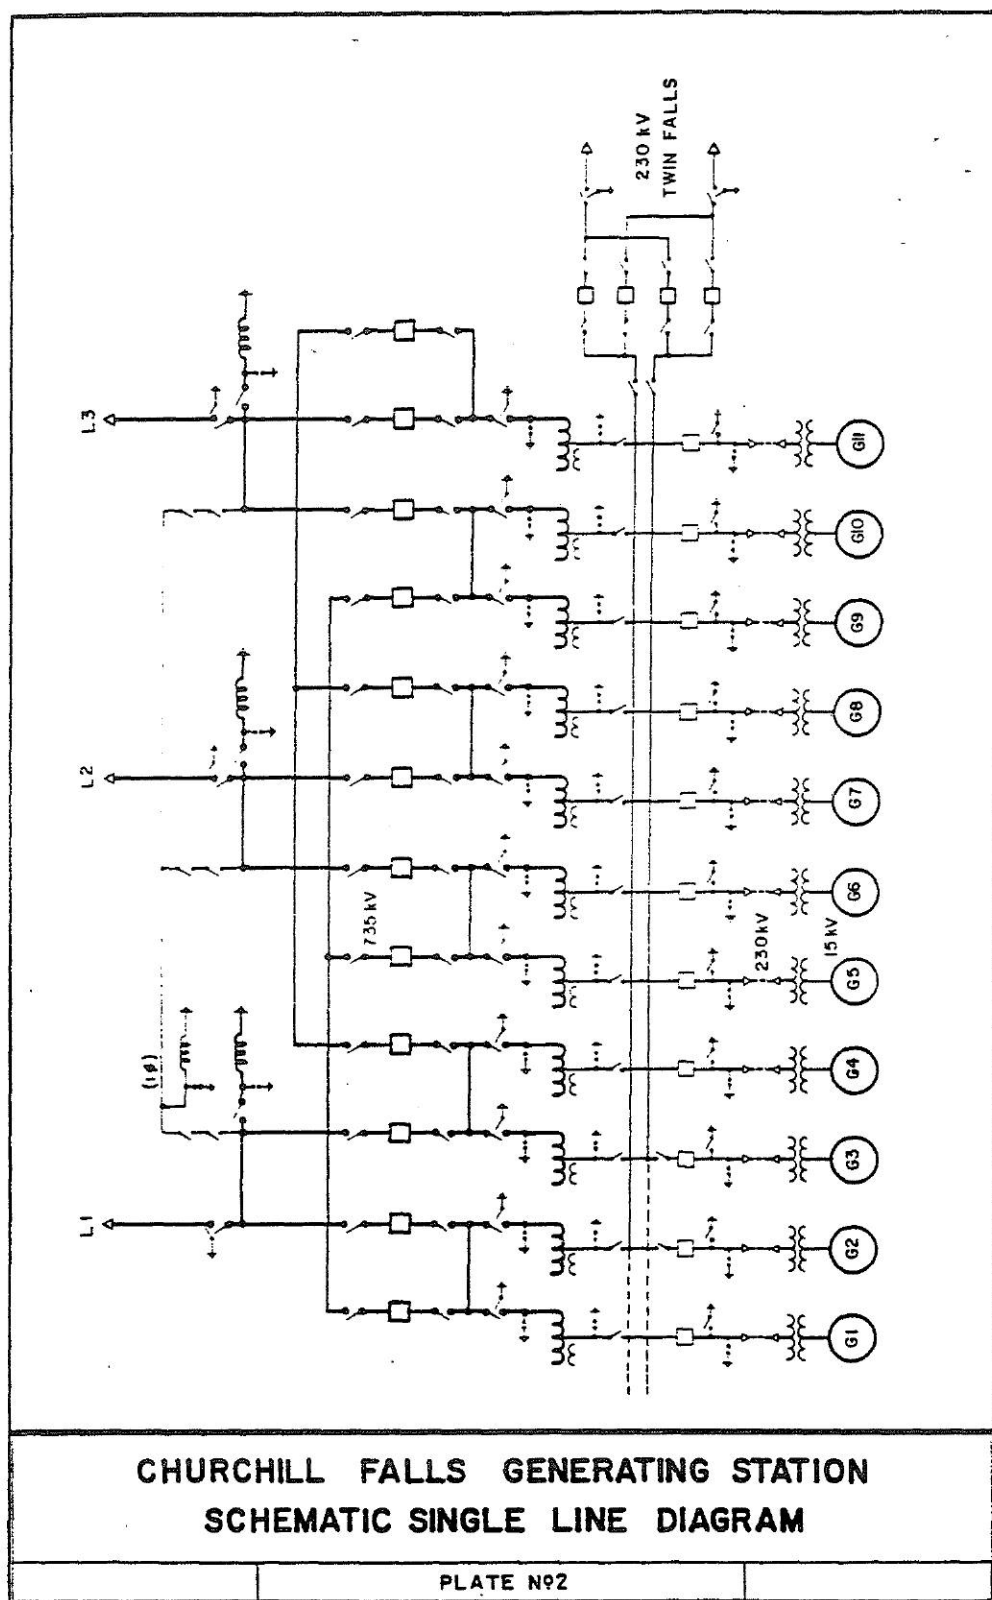 230 kV
TWIN FALLS
L3
L2
L1
(1ø)
735 kV
230 kV
15 kV
G11
G10
G9
G8
G7
G6
G5
G4
G3
G2
G1
CHURCHILL FALLS GENERATING STATION
SCHEMATIC SINGLE LINE DIAGRAM
PLATE Nº2